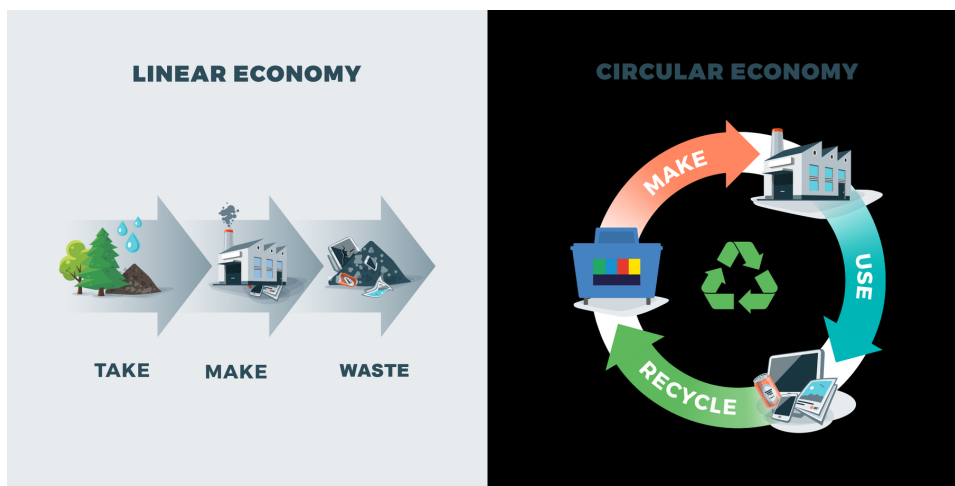 LINEAR ECONOMY
TAKE
MAKE
WASTE
CIRCULAR ECONOMY
MAKE
USE
RECYCLE